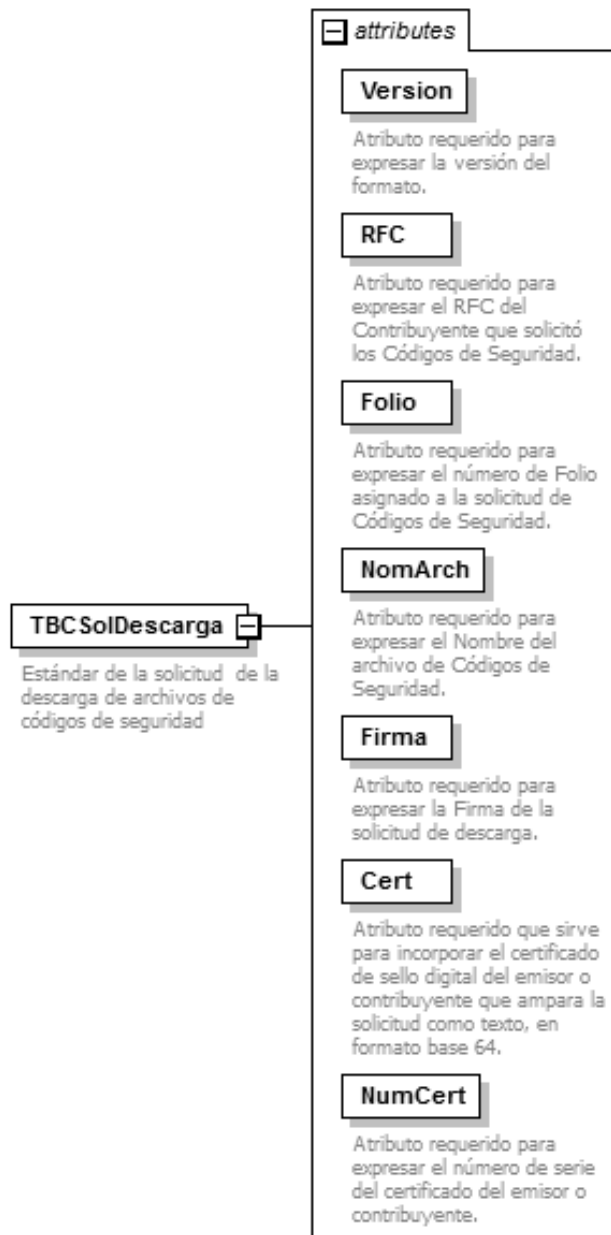 attributes
Version
Atributo requerido para
expresar la versión del
formato.
RFC
Atributo requerido para
expresar el RFC del
Contribuyente que solicitó
los Códigos de Seguridad.
Folio
Atributo requerido para
expresar el número de Folio
asignado a la solicitud de
Códigos de Seguridad.
NomArch
Atributo requerido para
expresar el Nombre del
archivo de Códigos de
Seguridad.
TBCSolDescarga
Estándar de la solicitud de la
descarga de archivos de
códigos de seguridad
Firma
Atributo requerido para
expresar la Firma de la
solicitud de descarga.
Cert
Atributo requerido que sirve
para incorporar el certificado
de sello digital del emisor o
contribuyente que ampara la
solicitud como texto, en
formato base 64.
NumCert
Atributo requerido para
expresar el número de serie
del certificado del emisor o
contribuyente.